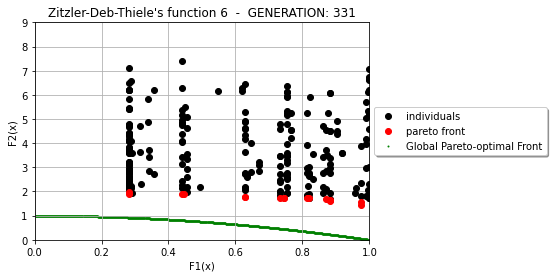 Zitzler-Deb-Thiele's function 6 - GENERATION: 331
9
8
7
6
5
4
3
2
1
0
F2(x)
0.0 0.2 0.4 0.6 0.8 1.0
F1(x)
individuals
pareto front
Global Pareto-optimal Front